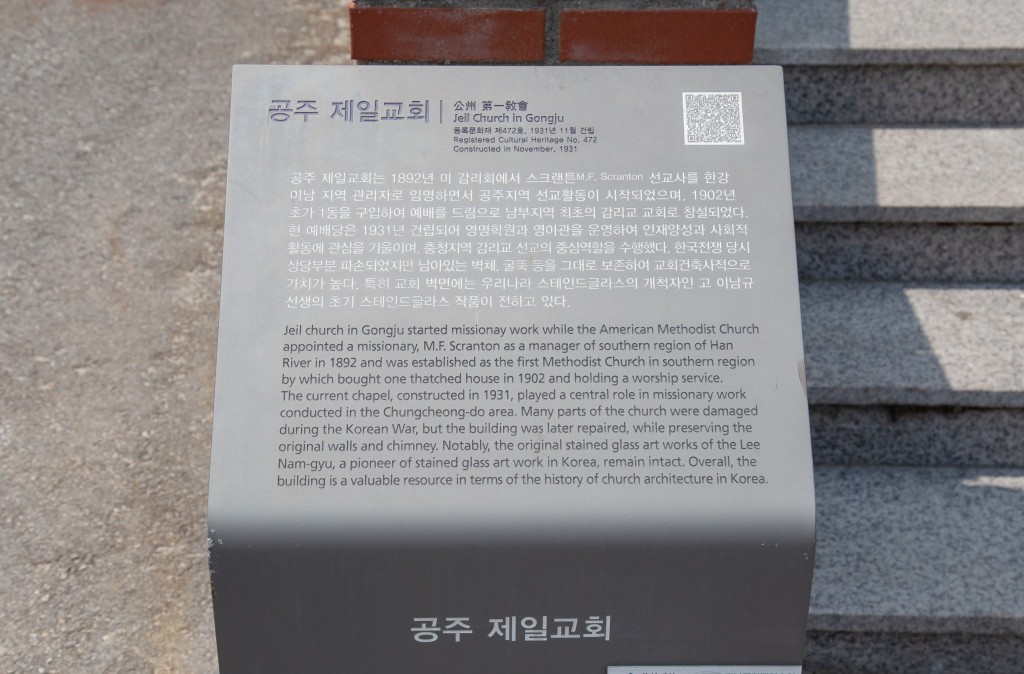 공주 제일교회
公州 第一敎會
Jeil Church in Gongju
등록문화재 제472호, 1931년 11월 건립
Registered Cultural Heritage No. 472
Constructed in November, 1931
공주 제일교회는 1892년 미 감리회에서 스크랜튼M.F. Scranton 선교사를 한강
이남 지역 관리자로 임명하면서 공주지역 선교활동이 시작되었으며, 1902년
초가 1동을 구입하여 예배를 드림으로 남부지역 최초의 감리교 교회로 창설되었다.
현 예배당은 1931년 건립되어 영명학원과 영아관을 운영하여 인재양성과 사회적
활동에 관심을 기울이며, 충청지역 감리교 선교의 중심역할을 수행했다. 한국전쟁 당시
상당부분 파손되었지만 남아있는 벽체, 굴뚝 등을 그대로 보존하여 교회건축사적으로
가치가 높다. 특히 교회 벽면에는 우리나라 스테인드글라스의 개척자인 고 이남규
선생의 초기 스테인드글라스 작품이 전하고 있다.
Jeil church in Gongju started missionay work while the American Methodist Church
appointed a missionary, M.F. Scranton as a manager of southern region of Han
River in 1892 and was established as the first Methodist Church in southern region
by which bought one thatched house in 1902 and holding a worship service.
The current chapel, constructed in 1931, played a central role in missionary work
conducted in the Chungcheong-do area. Many parts of the church were damaged
during the Korean War, but the building was later repaired, while preserving the
original walls and chimney. Notably, the original stained glass art works of the Lee
Nam-gyu, a pioneer of stained glass art work in Korea, remain intact. Overall, the
building is a valuable resource in terms of the history of church architecture in Korea.
공주 제일교회